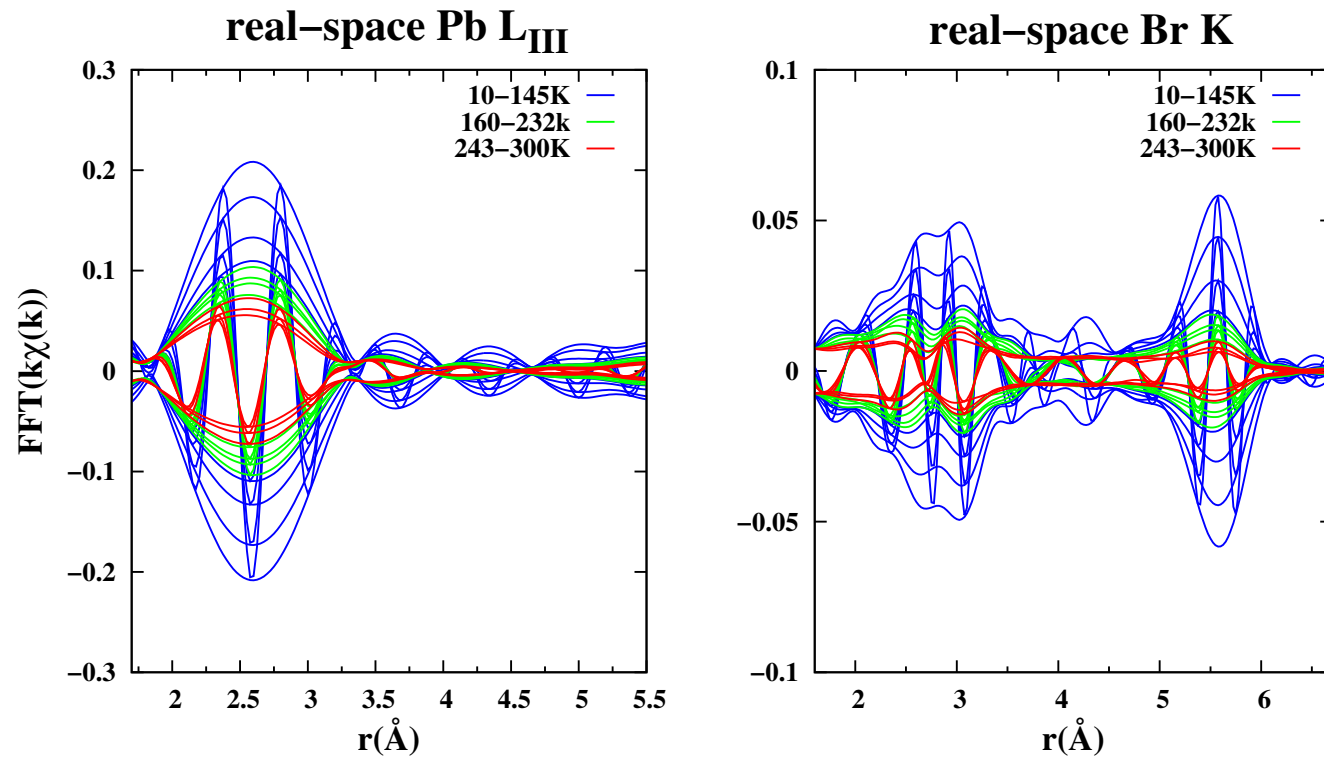 real−space Pb L_III
real−space Br K
FFT(kχ(k))
0.3
0.2
0.1
0
−0.1
−0.2
−0.3
10−145K
160−232k
243−300K
2 2.5 3 3.5 4 4.5 5 5.5
r(Å)
0.1
0.05
0
−0.05
−0.1
10−145K
160−232k
243−300K
2 3 4 5 6
r(Å)